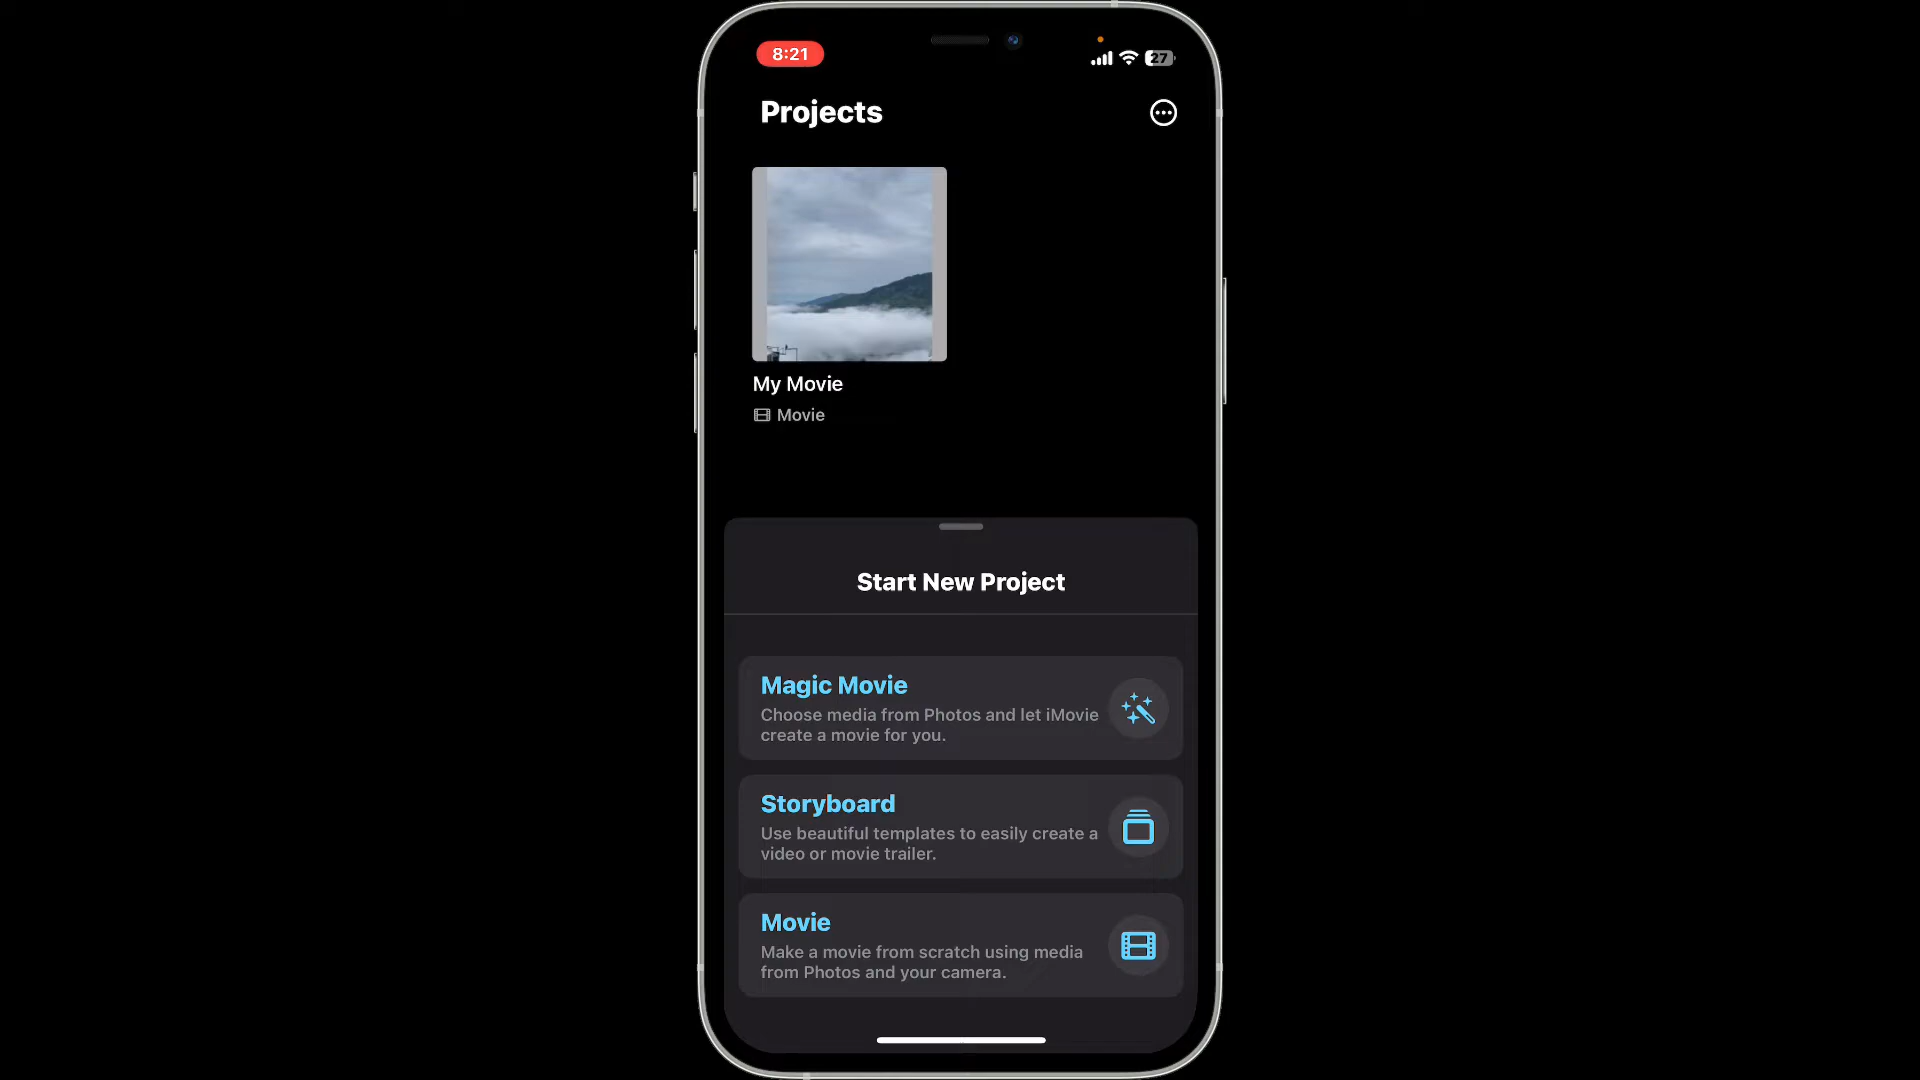 8:21
27
Projects
My Movie
Movie
Start New Project
Magic Movie
Choose media from Photos and let iMovie
create a movie for you.
Storyboard
Use beautiful templates to easily create a
video or movie trailer.
Movie
Make a movie from scratch using media
from Photos and your camera.